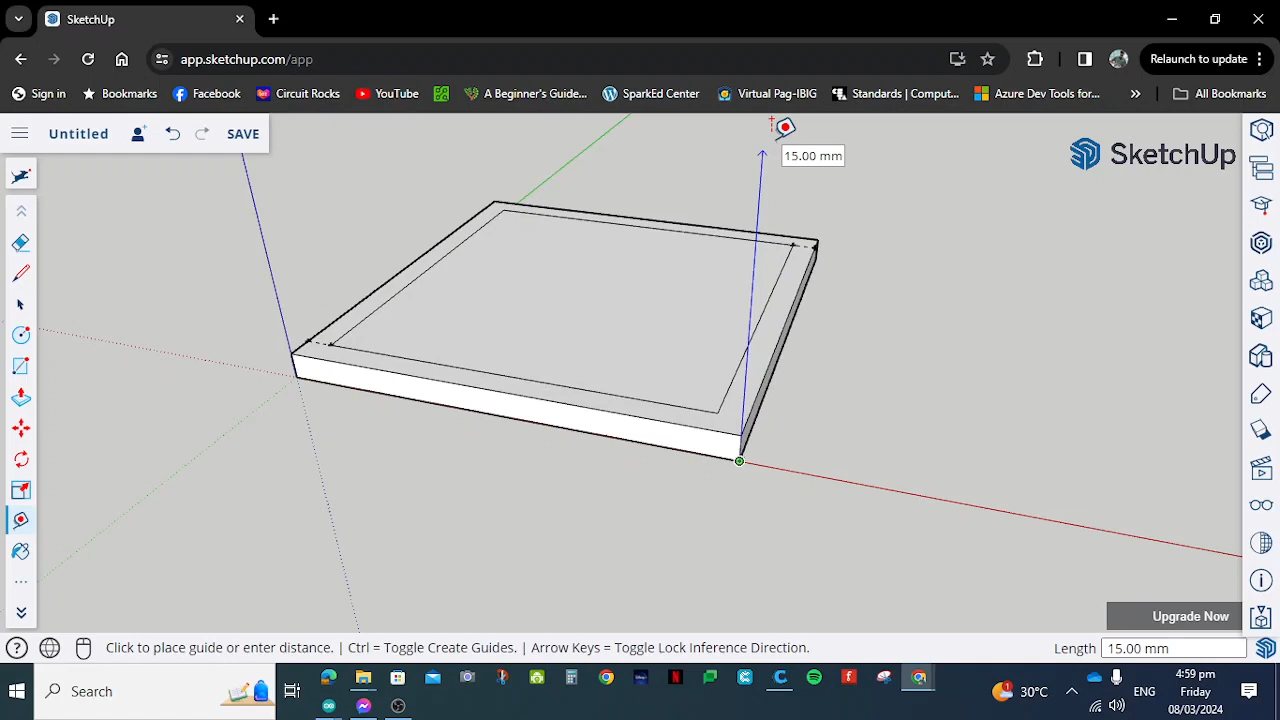 SketchUp
app.sketchup.com/app
Relaunch to update
Sign in
Bookmarks
Facebook
Circuit Rocks
YouTube
A Beginner's Guide...
SparkEd Center
Virtual Pag-IBIG
Standards | Comput...
Azure Dev Tools for...
All Bookmarks
Untitled
SAVE
SketchUp
15.00 mm
Upgrade Now
Click to place guide or enter distance. | Ctrl = Toggle Create Guides. | Arrow Keys = Toggle Lock Inference Direction.
Length
15.00 mm
Search
30°C
ENG
4:59 pm
Friday
08/03/2024